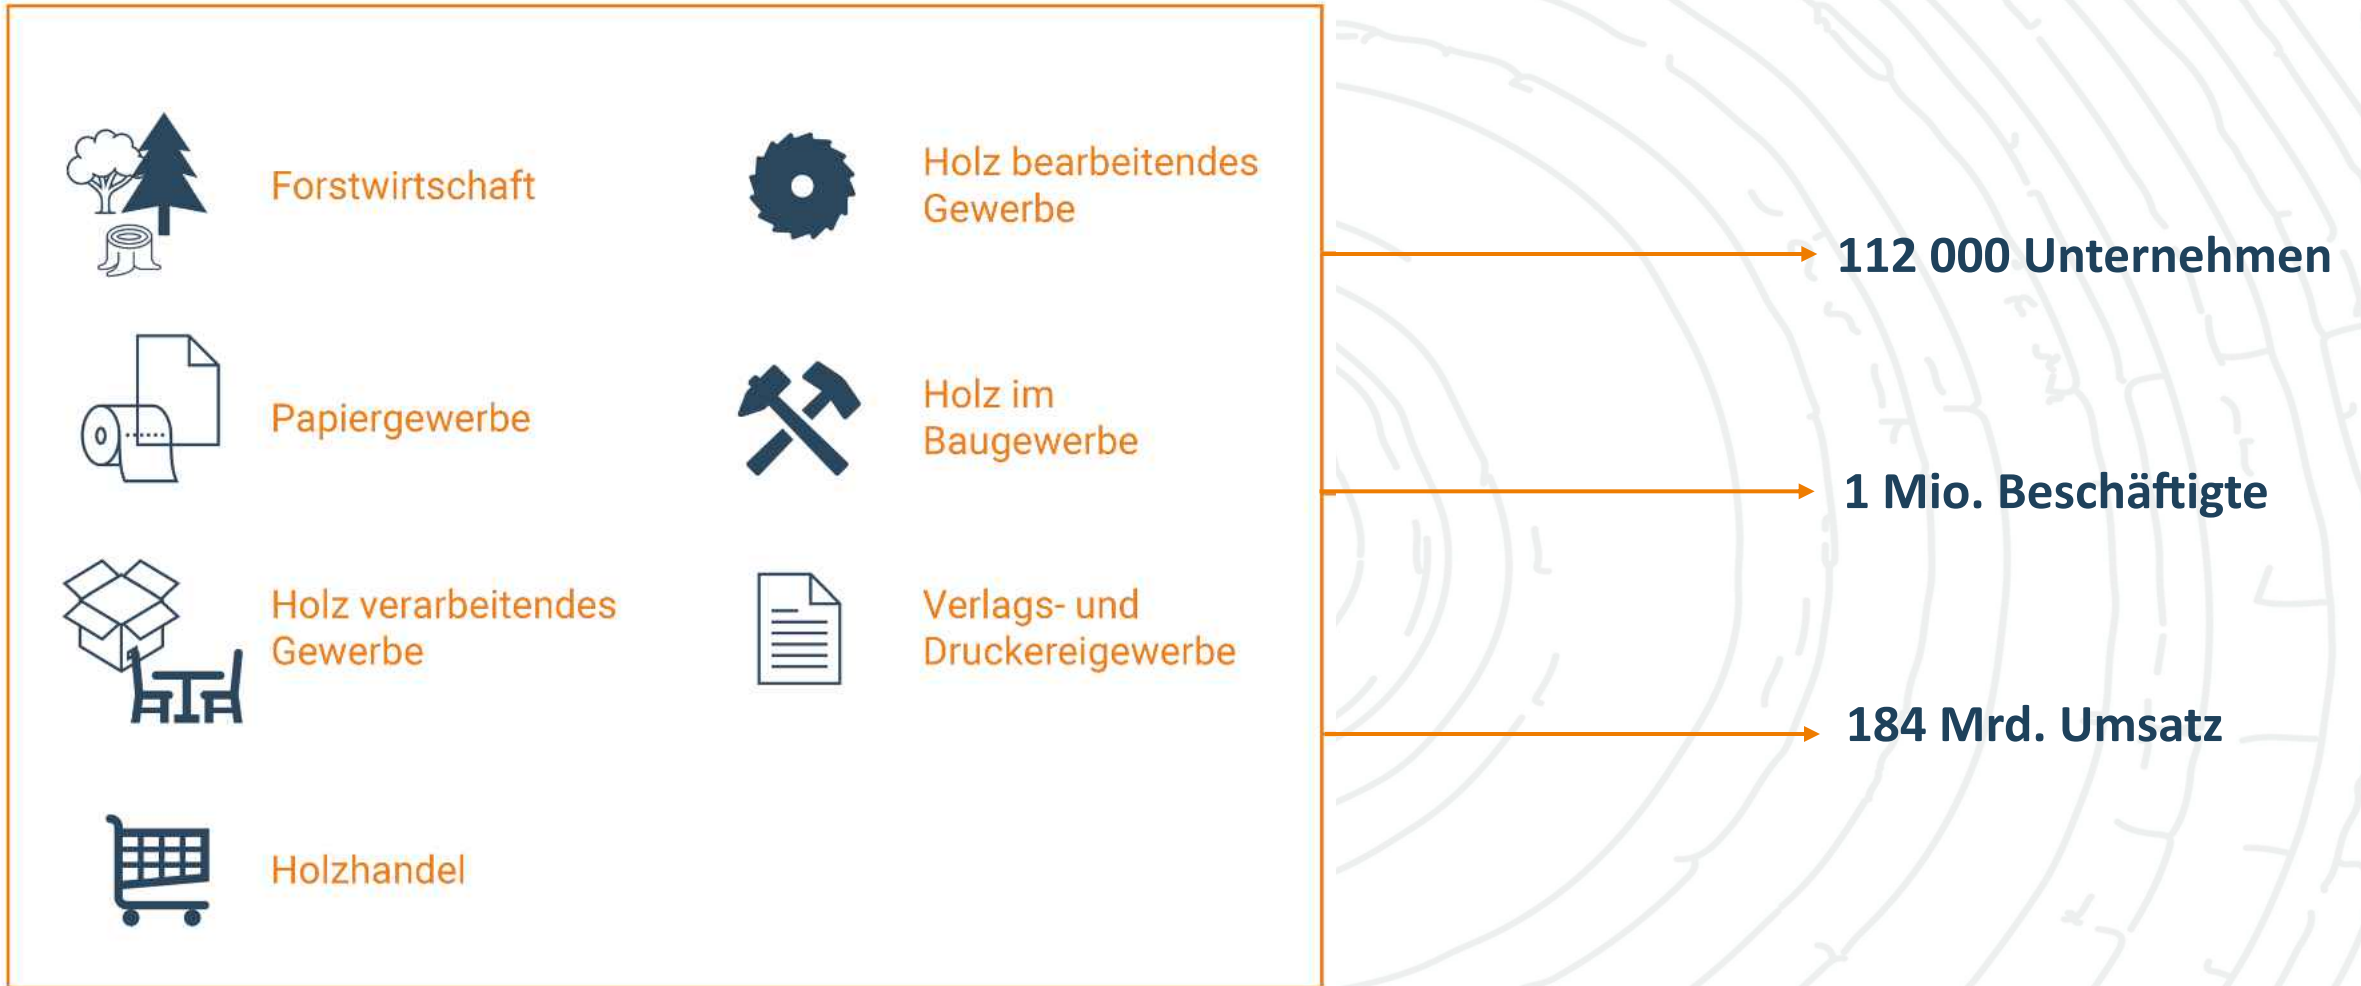 Forstwirtschaft
Holz bearbeitendes
Gewerbe
Papiergewerbe
Holz im
Baugewerbe
Holz verarbeitendes
Gewerbe
Verlags- und
Druckereigewerbe
Holzhandel
112 000 Unternehmen
1 Mio. Beschäftigte
184 Mrd. Umsatz